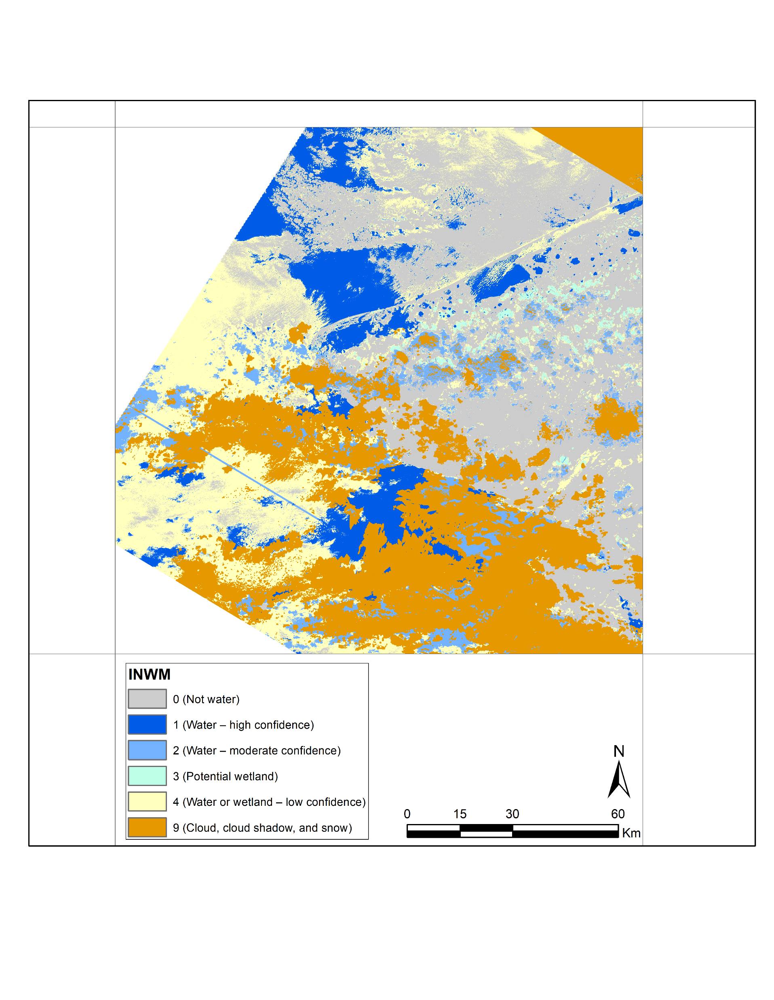 INWM
0 (Not water)
1 (Water – high confidence)
2 (Water – moderate confidence)
3 (Potential wetland)
4 (Water or wetland – low confidence)
9 (Cloud, cloud shadow, and snow)
N
0 15 30 60
Km